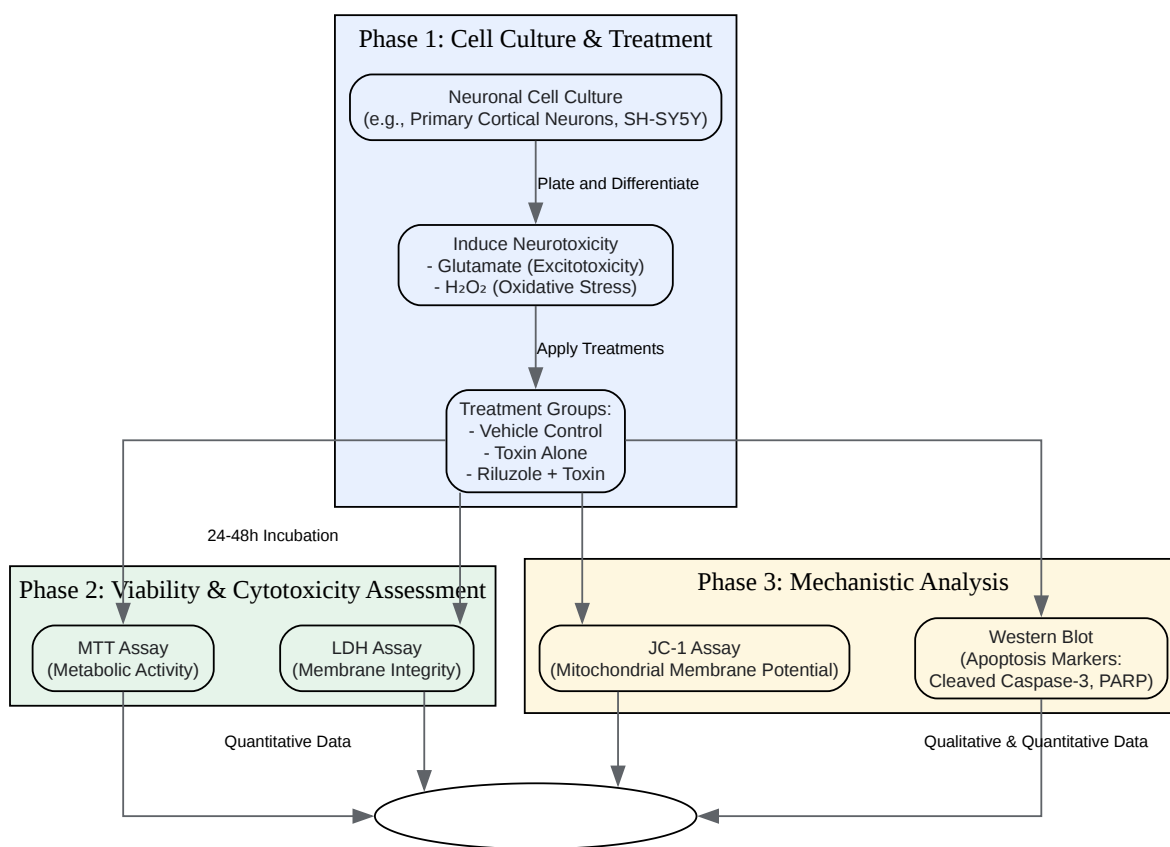 Phase 1: Cell Culture & Treatment
Neuronal Cell Culture
(e.g., Primary Cortical Neurons, SH-SY5Y)
Plate and Differentiate
Induce Neurotoxicity
- Glutamate (Excitotoxicity)
- H₂O₂ (Oxidative Stress)
Apply Treatments
Treatment Groups:
- Vehicle Control
- Toxin Alone
- Riluzole + Toxin
24-48h Incubation
Phase 2: Viability & Cytotoxicity Assessment
MTT Assay
(Metabolic Activity)
LDH Assay
(Membrane Integrity)
Phase 3: Mechanistic Analysis
JC-1 Assay
(Mitochondrial Membrane Potential)
Western Blot
(Apoptosis Markers:
Cleaved Caspase-3, PARP)
Quantitative Data
Qualitative & Quantitative Data